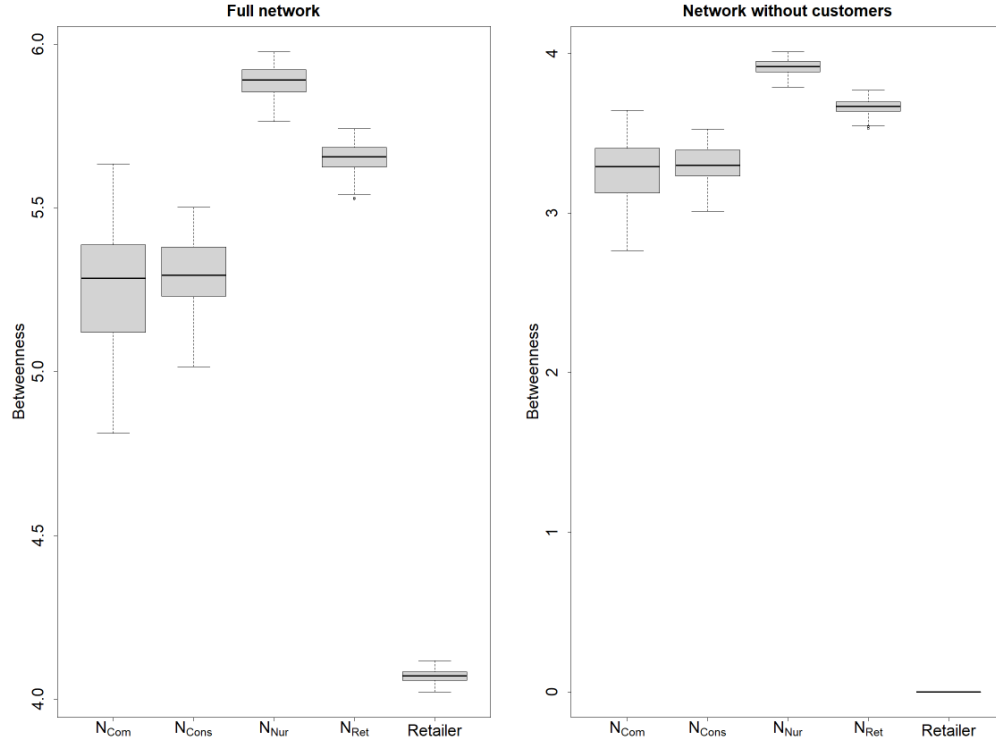 Full network
Betweenness
6.0
5.5
5.0
4.5
4.0
N_Com N_Cons N_Nur N_Ret Retailer
Network without customers
Betweenness
4
3
2
1
0
N_Com N_Cons N_Nur N_Ret Retailer